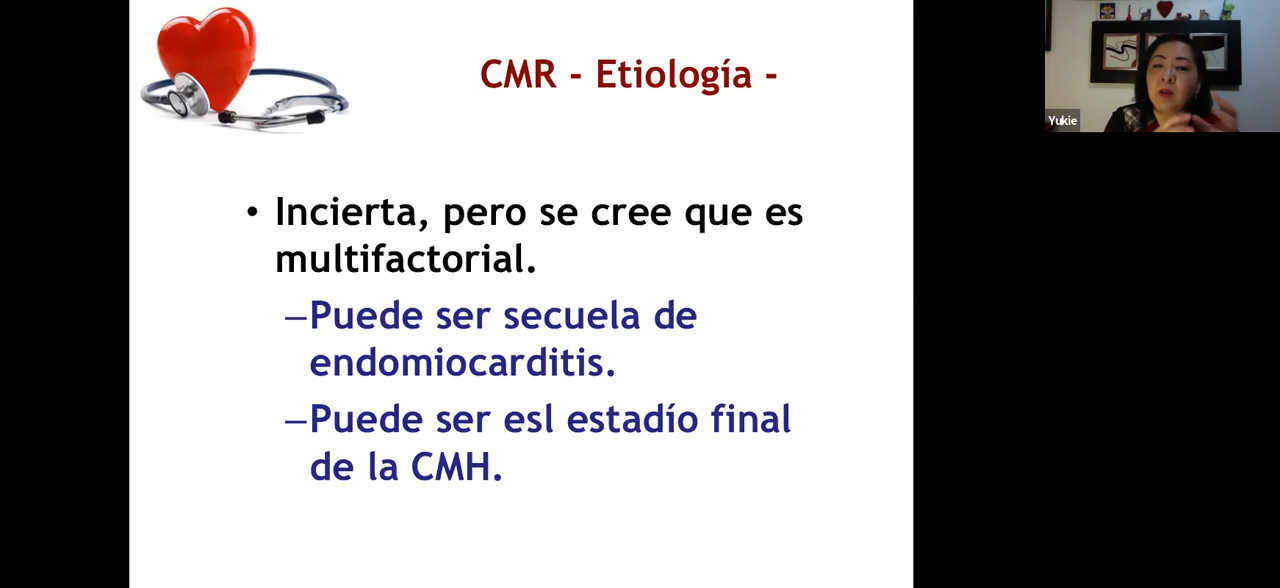 CMR - Etiología -
Yukie
• Incierta, pero se cree que es
multifactorial.
–Puede ser secuela de
endomiocarditis.
–Puede ser esl estadío final
de la CMH.